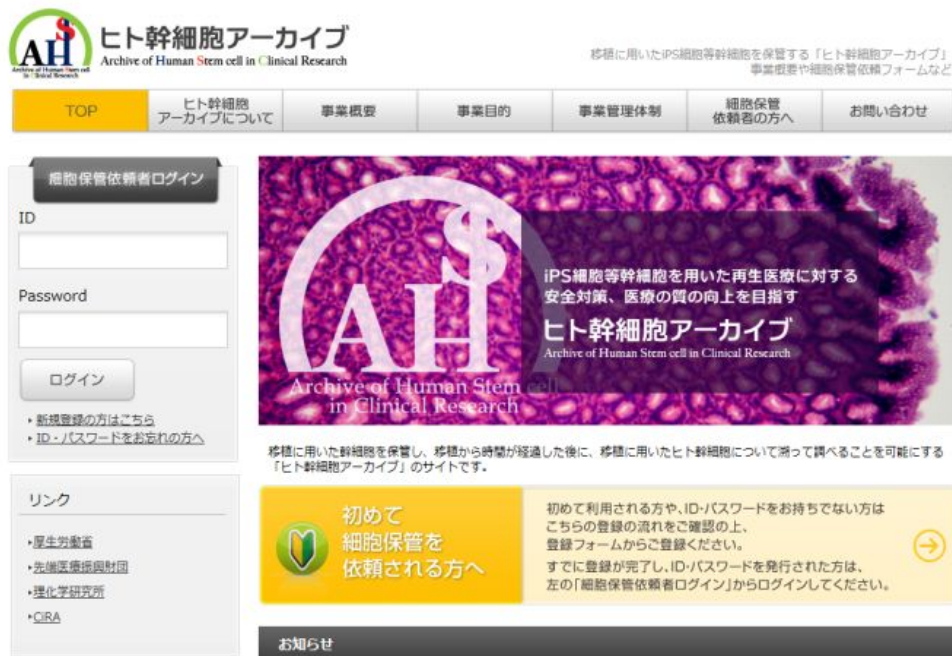 AHS
Archive of Human Stem cell
in Clinical Research
ヒト幹細胞アーカイブ
Archive of Human Stem cell in Clinical Research
移植に用いたiPS細胞等幹細胞を保管する「ヒト幹細胞アーカイブ」
事業概要や細胞保管依頼フォームなど
TOP
ヒト幹細胞
アーカイブについて
事業概要
事業目的
事業管理体制
細胞保管
依頼者の方へ
お問い合わせ
細胞保管依頼者ログイン
ID
Password
ログイン
新規登録の方はこちら
ID・パスワードをお忘れの方へ
リンク
厚生労働省
先端医療振興財団
理化学研究所
CiRA
AHS
Archive of Human Stem cell
in Clinical Research
iPS細胞等幹細胞を用いた再生医療に対する
安全対策、医療の質の向上を目指す
ヒト幹細胞アーカイブ
Archive of Human Stem cell in Clinical Research
移植に用いた幹細胞を保管し、移植から時間が経過した後に、移植に用いたヒト幹細胞について溯って調べることを可能にする
「ヒト幹細胞アーカイブ」のサイトです。
初めて
細胞保管を
依頼される方へ
初めて利用される方や、ID・パスワードをお持ちでない方は
こちらの登録の流れをご確認の上、
登録フォームからご登録ください。
すでに登録が完了し、ID・パスワードを発行された方は、
左の「細胞保管依頼者ログイン」からログインしてください。
お知らせ